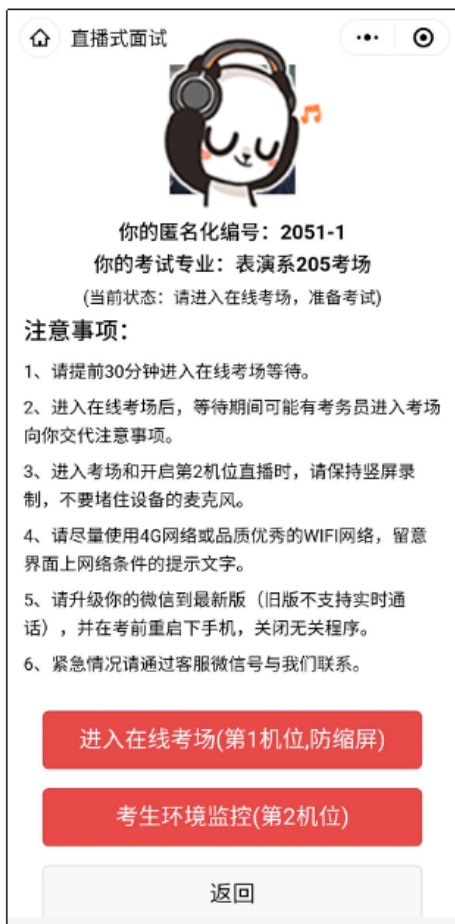 直播式面试
你的匿名化编号：2051-1
你的考试专业：表演系205考场
(当前状态：请进入在线考场，准备考试)
注意事项：
1、请提前30分钟进入在线考场等待。
2、进入在线考场后，等待期间可能有考务员进入考场
向你交代注意事项。
3、进入考场和开启第2机位直播时，请保持竖屏录
制，不要堵住设备的麦克风。
4、请尽量使用4G网络或品质优秀的WIFI网络，留意
界面上网络条件的提示文字。
5、请升级你的微信到最新版（旧版不支持实时通
话），并在考前重启下手机，关闭无关程序。
6、紧急情况请通过客服微信号与我们联系。
进入在线考场(第1机位,防缩屏)
考生环境监控(第2机位)
返回